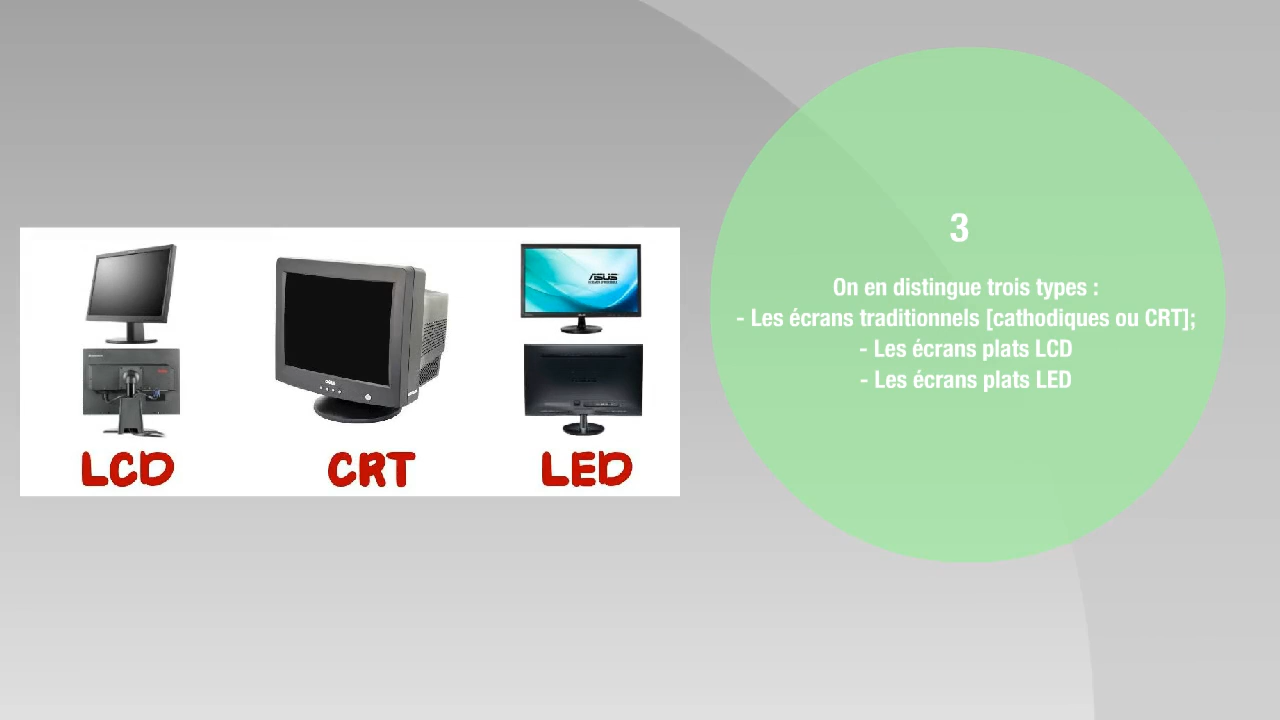 ASUS
LCD
CRT
LED
3
On en distingue trois types :
- Les écrans traditionnels [cathodiques ou CRT];
- Les écrans plats LCD
- Les écrans plats LED